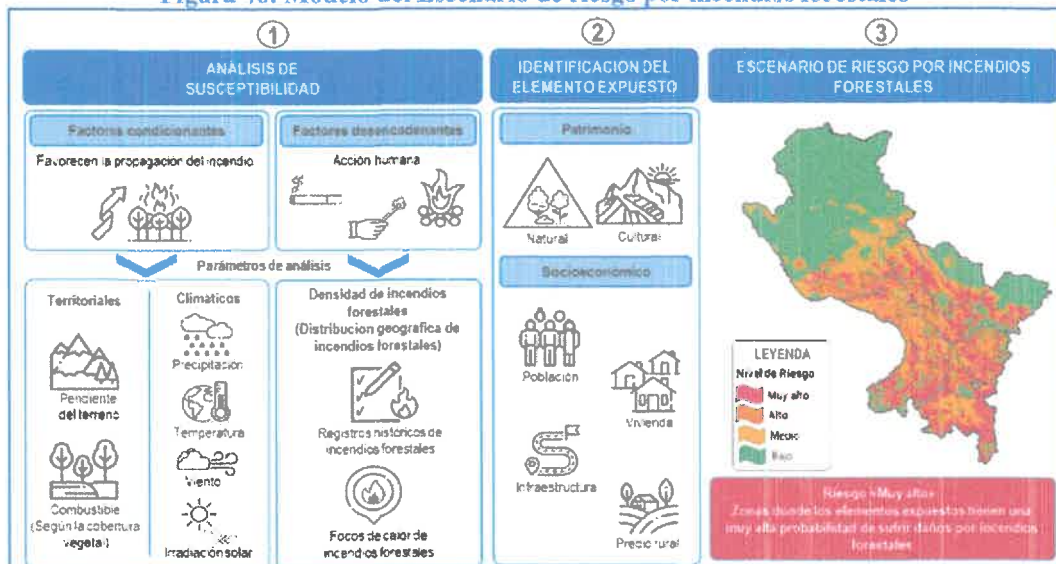 Figura 78. Modelo del Escenario de riesgo por incendios forestales
1
ANÁLISIS DE
SUSCEPTIBILIDAD
Factores condicionantes
Favorecen la propagación del incendio
Factores desencadenantes
Acción humana
Parámetros de análisis
Territoriales
Pendiente
del terreno
Combustible
(Según la cobertura
vegetal)
Climaticos
Precipitación
Temperatura
Viento
Irradiación solar
Densidad de incendios
forestales
(Distribucion geografica de
incendios forestales)
Registros históricos de
incendios forestales
Focos de calor de
incendios forestales
2
IDENTIFICACION DEL
ELEMENTO EXPUESTO
Patrimonio
Natural
Cultural
Socioeconómico
Población
Vivienda
Infraestructura
Precio rural
3
ESCENARIO DE RIESGO POR INCENDIOS
FORESTALES
LEYENDA
Nivel de Riesgo
Muy alto
Alto
Medio
Bajo
Riesgo «Muy alto»
Zonas donde los elementos expuestos tienen una
muy alta probabilidad de sufrir daños por incendios
forestales